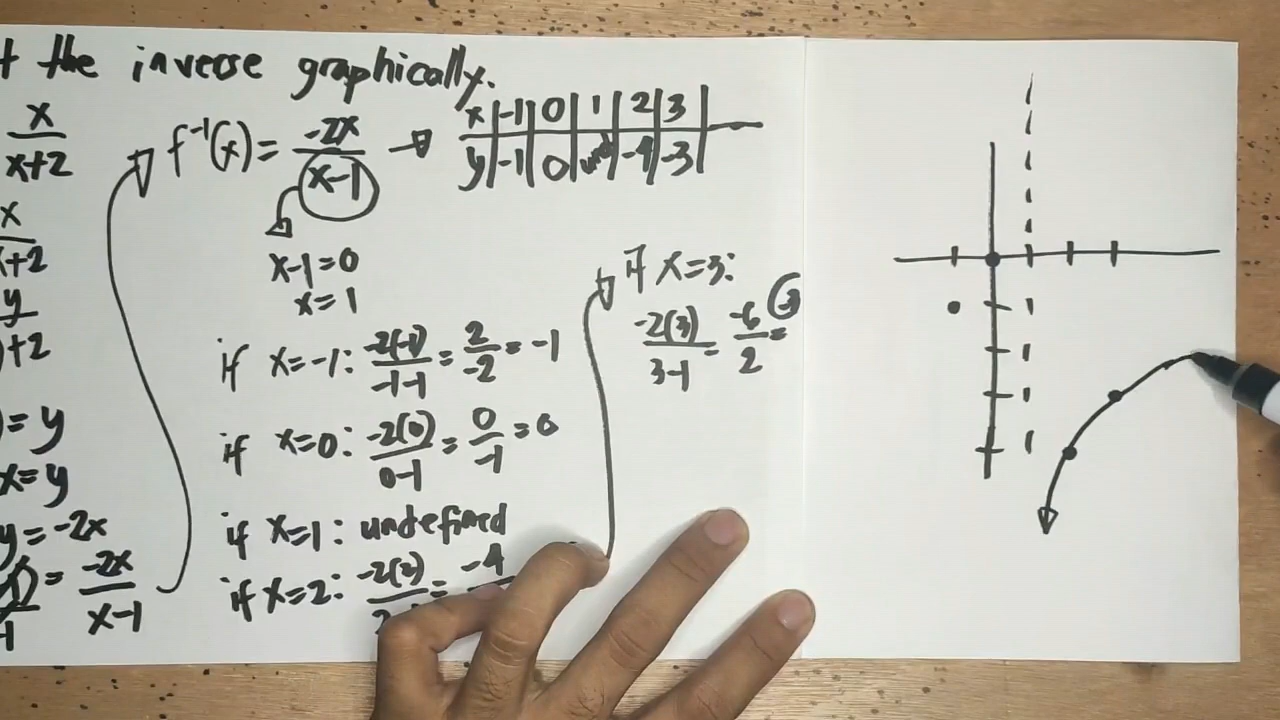 t the inverse graphically.
x/x+2
x/x+2
y/+2
)= y
x= y
y = -2x
= -2x/x-1
f⁻¹(x) = -2x/x-1 →
x | -1 | 0 | 1 | 2 | 3
y | -1 | 0 | und | -4 | -3
x-1=0
x=1
if x=-1: -2(-1)/-1-1 = 2/-2 = -1
if x=0: -2(0)/0-1 = 0/-1 = 0
if x=1: undefined
if x=2: -2(2)/2 = -4
if x=3:
-2(3)/3-1 = -6/2 = -3